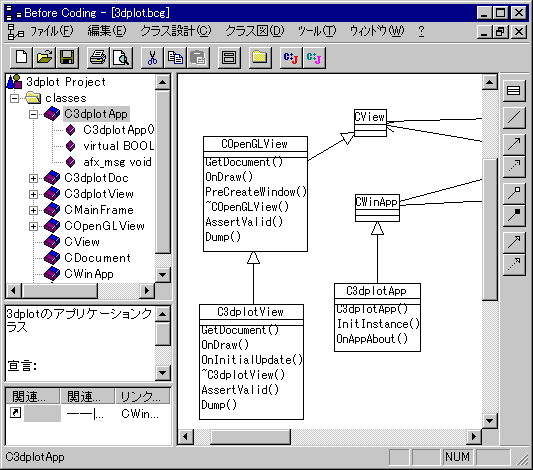 Before Coding - [3dplot.bcg]
ファイル(F) 編集(E) クラス設計(C) クラス図(D) ツール(T) ウィンドウ(W) ?
C:J C:J
3dplot Project
classes
C3dplotApp
C3dplotApp()
virtual BOOL
afx_msg void
C3dplotDoc
C3dplotView
CMainFrame
COpenGLView
CView
CDocument
CWinApp
3dplotのアプリケーションク
ラス
宣言:
関連... 関連... リンク...
CWin...
CView
COpenGLView
GetDocument()
OnDraw()
PreCreateWindow()
~COpenGLView()
AssertValid()
Dump()
CWinApp
C3dplotView
GetDocument()
OnDraw()
OnInitialUpdate()
~C3dplotView()
AssertValid()
Dump()
C3dplotApp
C3dplotApp()
InitInstance()
OnAppAbout()
C3dplotApp
NUM